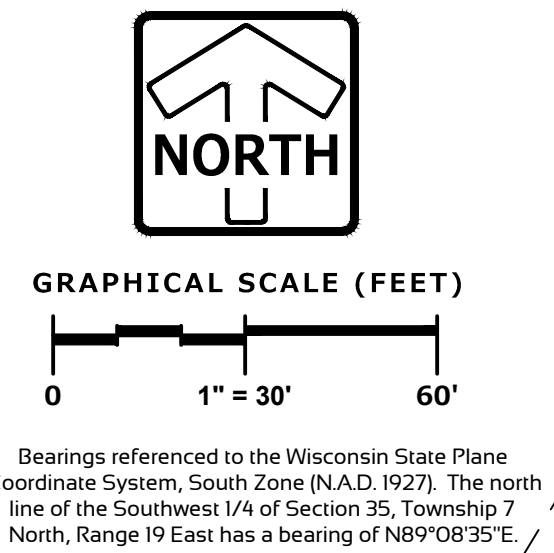 NORTH
GRAPHICAL SCALE (FEET)
0 1" = 30' 60'
Bearings referenced to the Wisconsin State Plane
Coordinate System, South Zone (N.A.D. 1927). The north
line of the Southwest 1/4 of Section 35, Township 7
North, Range 19 East has a bearing of N89°08'35"E.